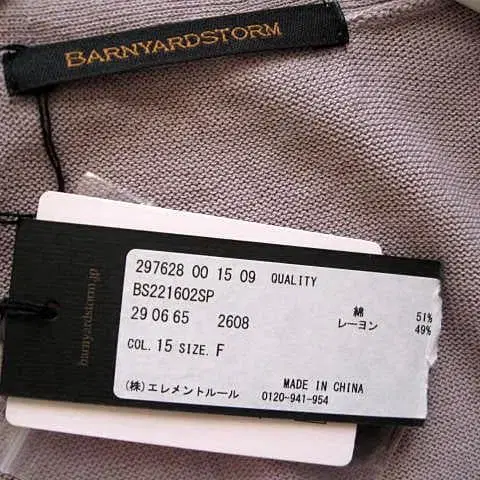 BARNYARDSTORM
barnyardstorm.jp
297628 00 15 09 QUALITY
BS221602SP
29 06 65 2608
綿 51%
レーヨン 49%
COL. 15 SIZE. F
MADE IN CHINA
(株)エレメントルール 0120-941-954